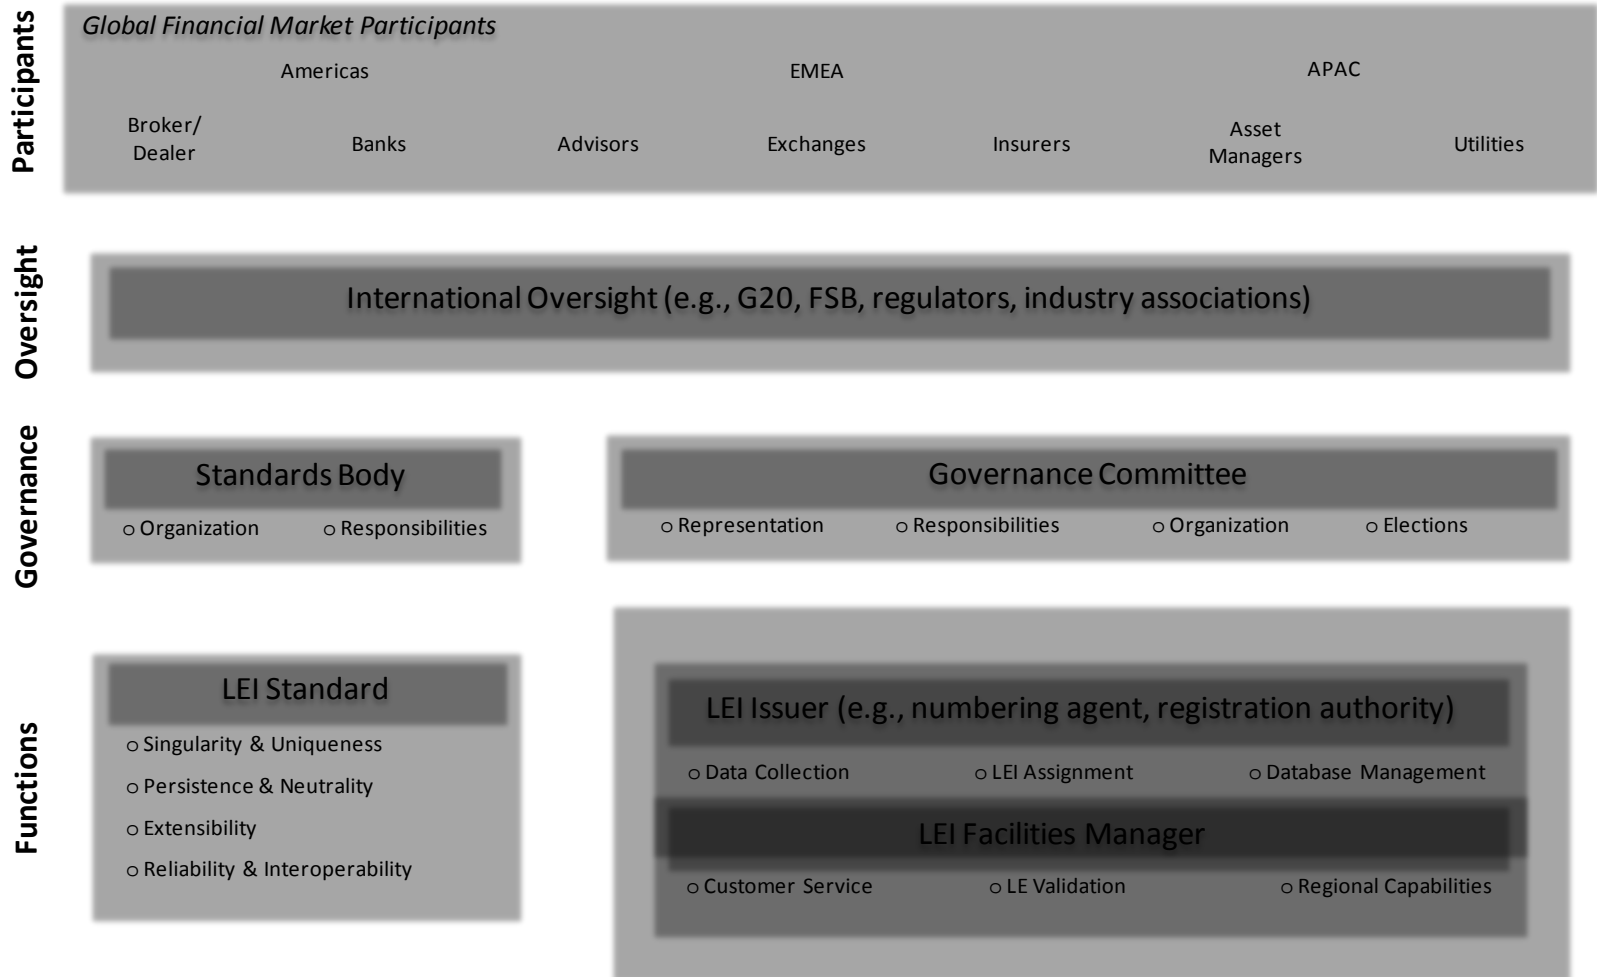 Participants
Global Financial Market Participants
Americas EMEA APAC
Broker/
Dealer
Banks Advisors Exchanges Insurers
Asset
Managers
Utilities
Oversight
International Oversight (e.g., G20, FSB, regulators, industry associations)
Governance
Standards Body
o Organization o Responsibilities
Governance Committee
o Representation o Responsibilities o Organization o Elections
Functions
LEI Standard
o Singularity & Uniqueness
o Persistence & Neutrality
o Extensibility
o Reliability & Interoperability
LEI Issuer (e.g., numbering agent, registration authority)
o Data Collection o LEI Assignment o Database Management
LEI Facilities Manager
o Customer Service o LE Validation o Regional Capabilities